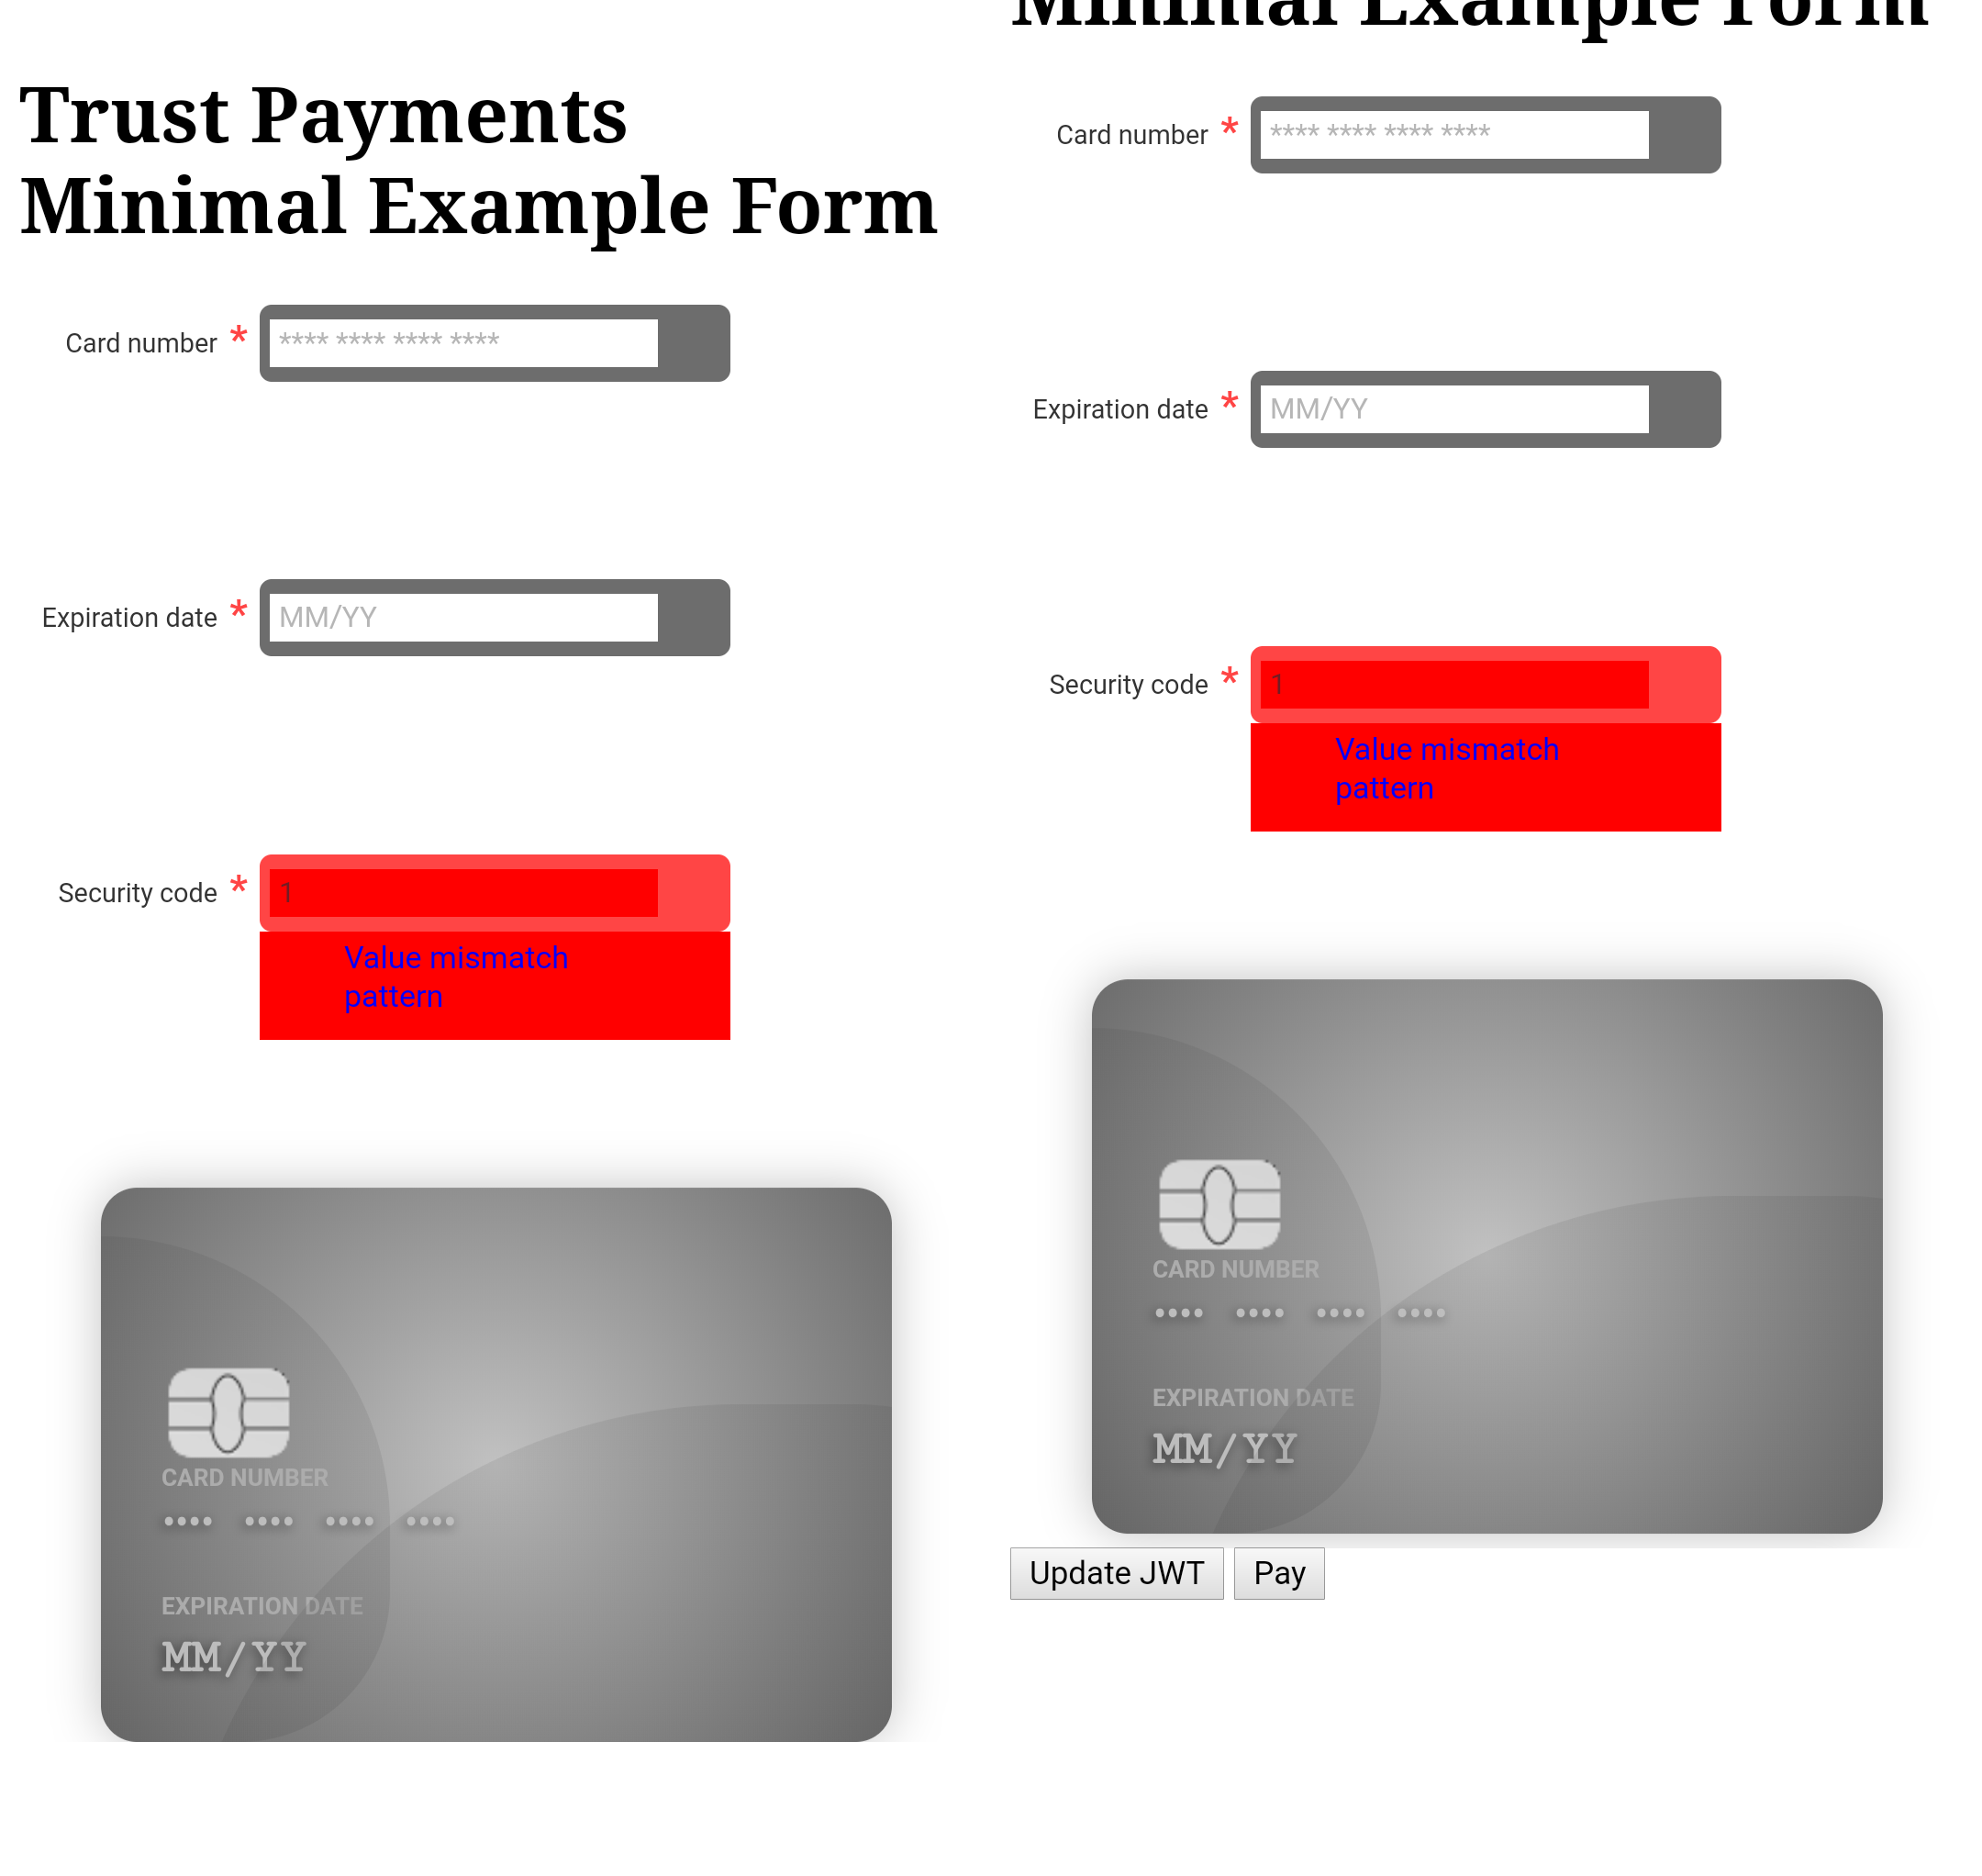 Trust Payments
Minimal Example Form
Card number *
**** **** **** ****
Expiration date *
MM/YY
Security code *
1
Value mismatch
pattern
CARD NUMBER
•••• •••• •••• ••••
EXPIRATION DATE
MM/YY
Minimal Example Form
Card number *
**** **** **** ****
Expiration date *
MM/YY
Security code *
1
Value mismatch
pattern
CARD NUMBER
•••• •••• •••• ••••
EXPIRATION DATE
MM/YY
Update JWT Pay